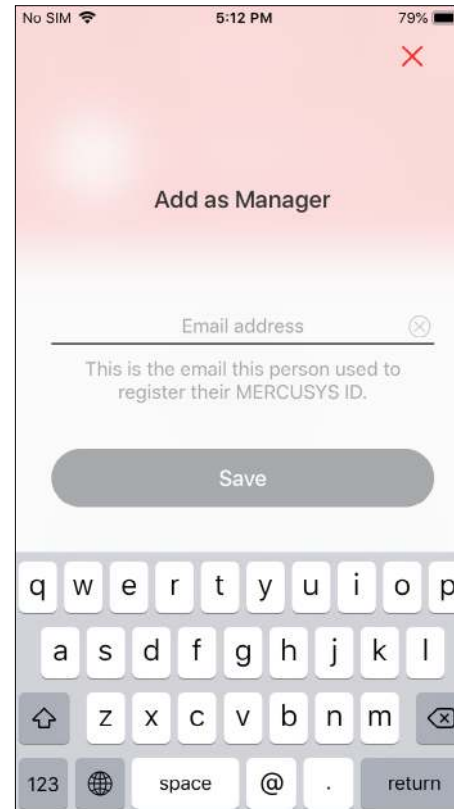 No SIM 5:12 PM 79%
Add as Manager
Email address
This is the email this person used to
register their MERCUSYS ID.
Save
q w e r t y u i o p
a s d f g h j k l
z x c v b n m
123 space @ . return